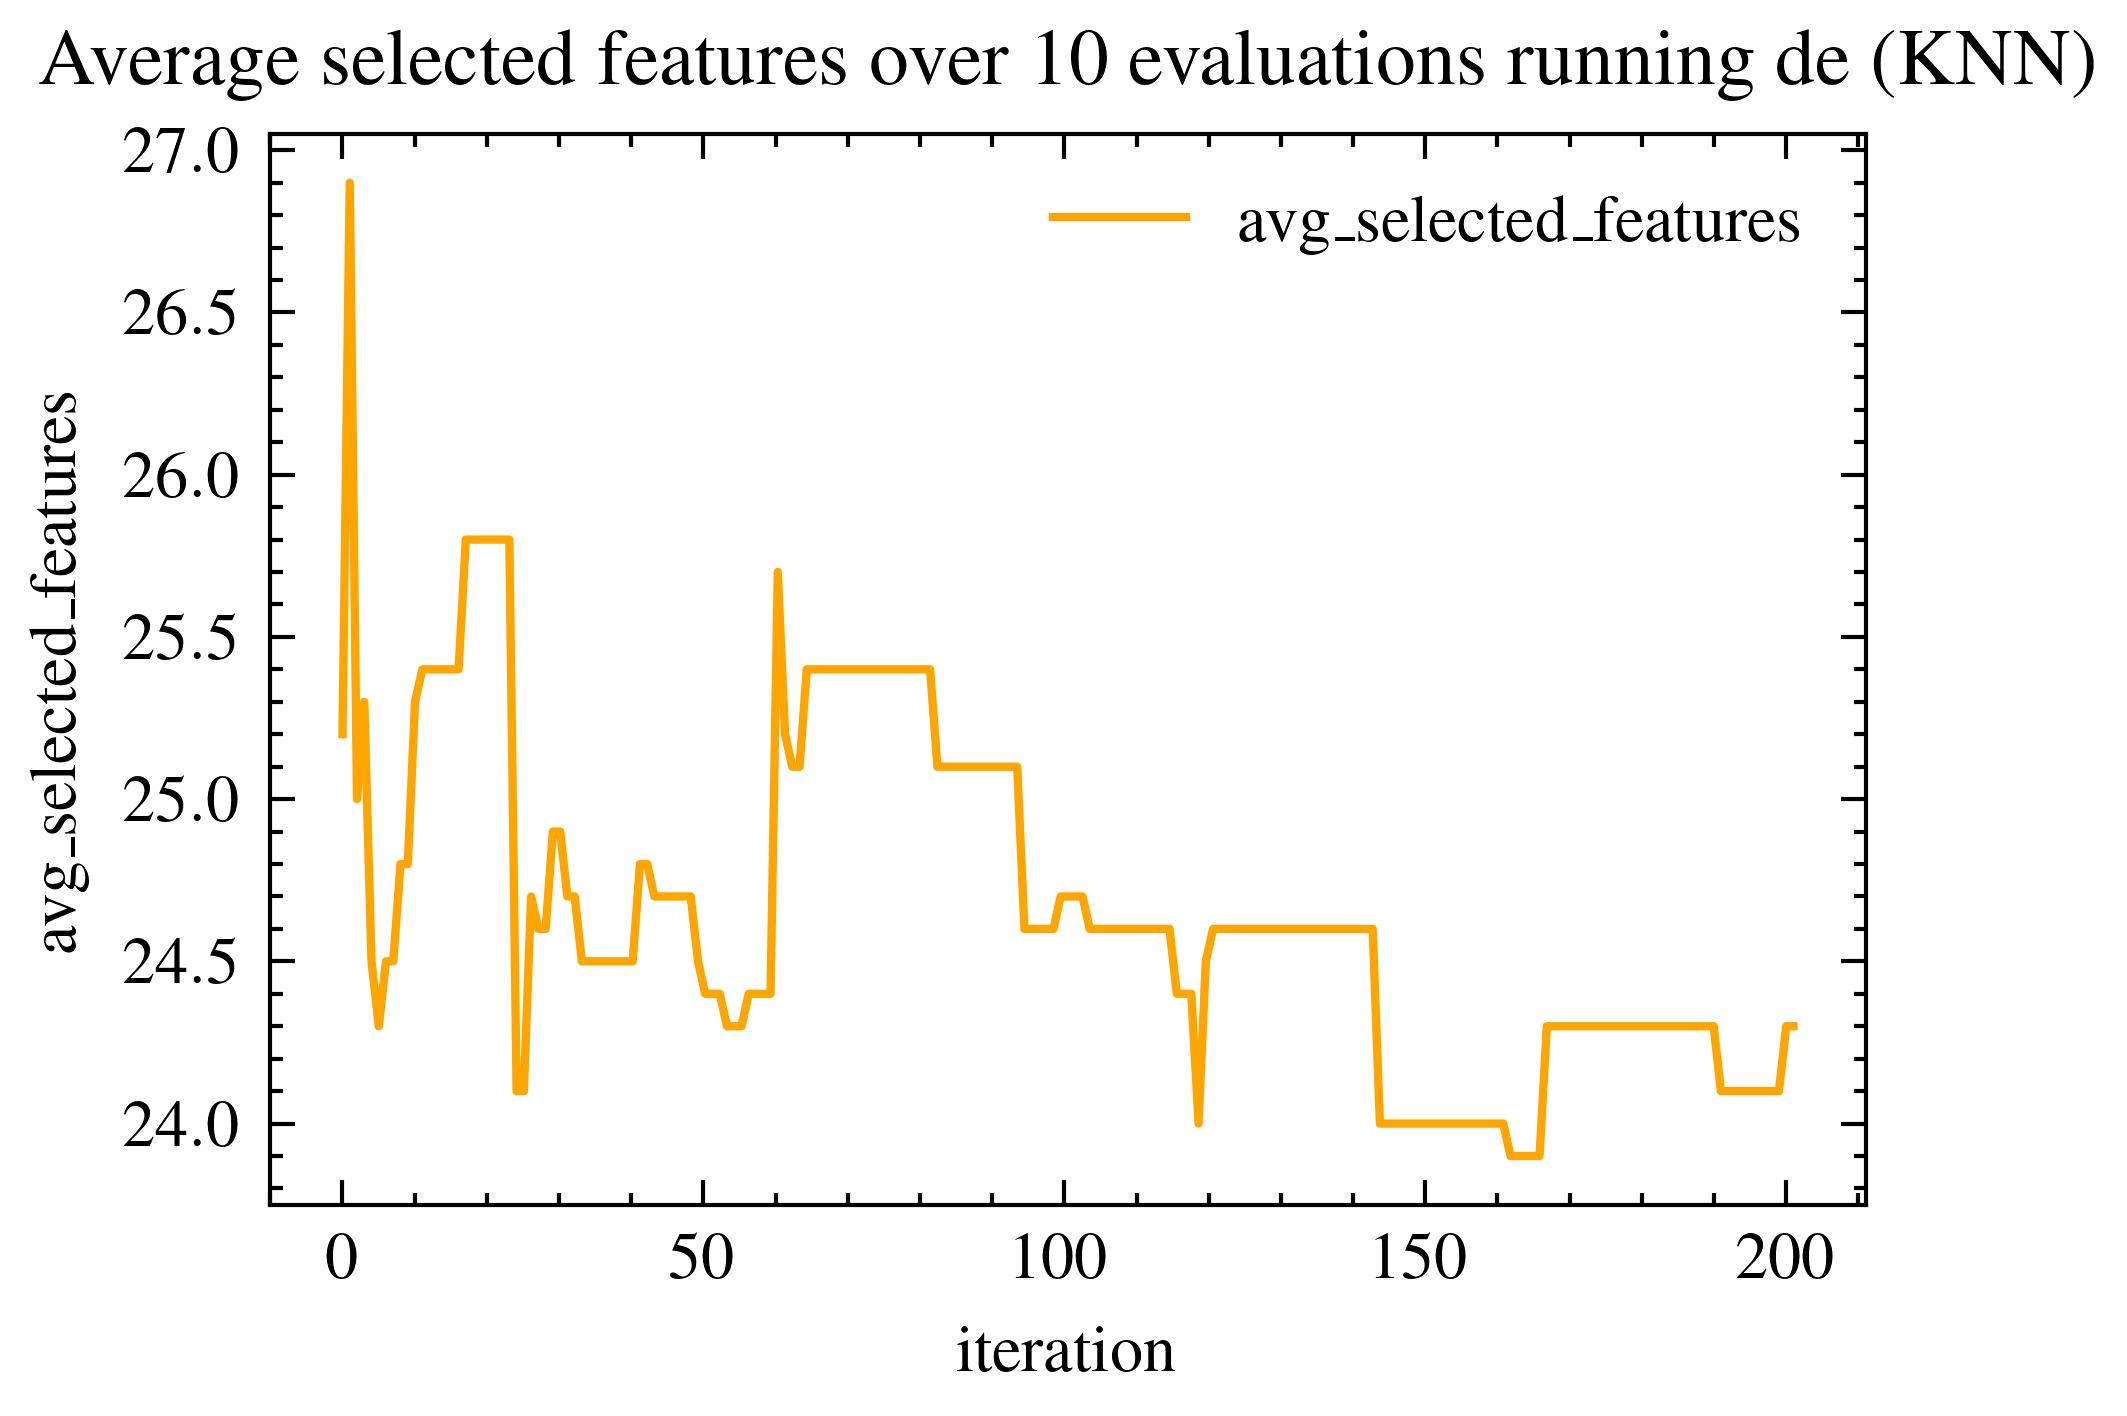 Average selected features over 10 evaluations running de (KNN)
avg_selected_features
27.0
26.5
26.0
25.5
25.0
24.5
24.0
avg_selected_features
0 50 100 150 200
iteration